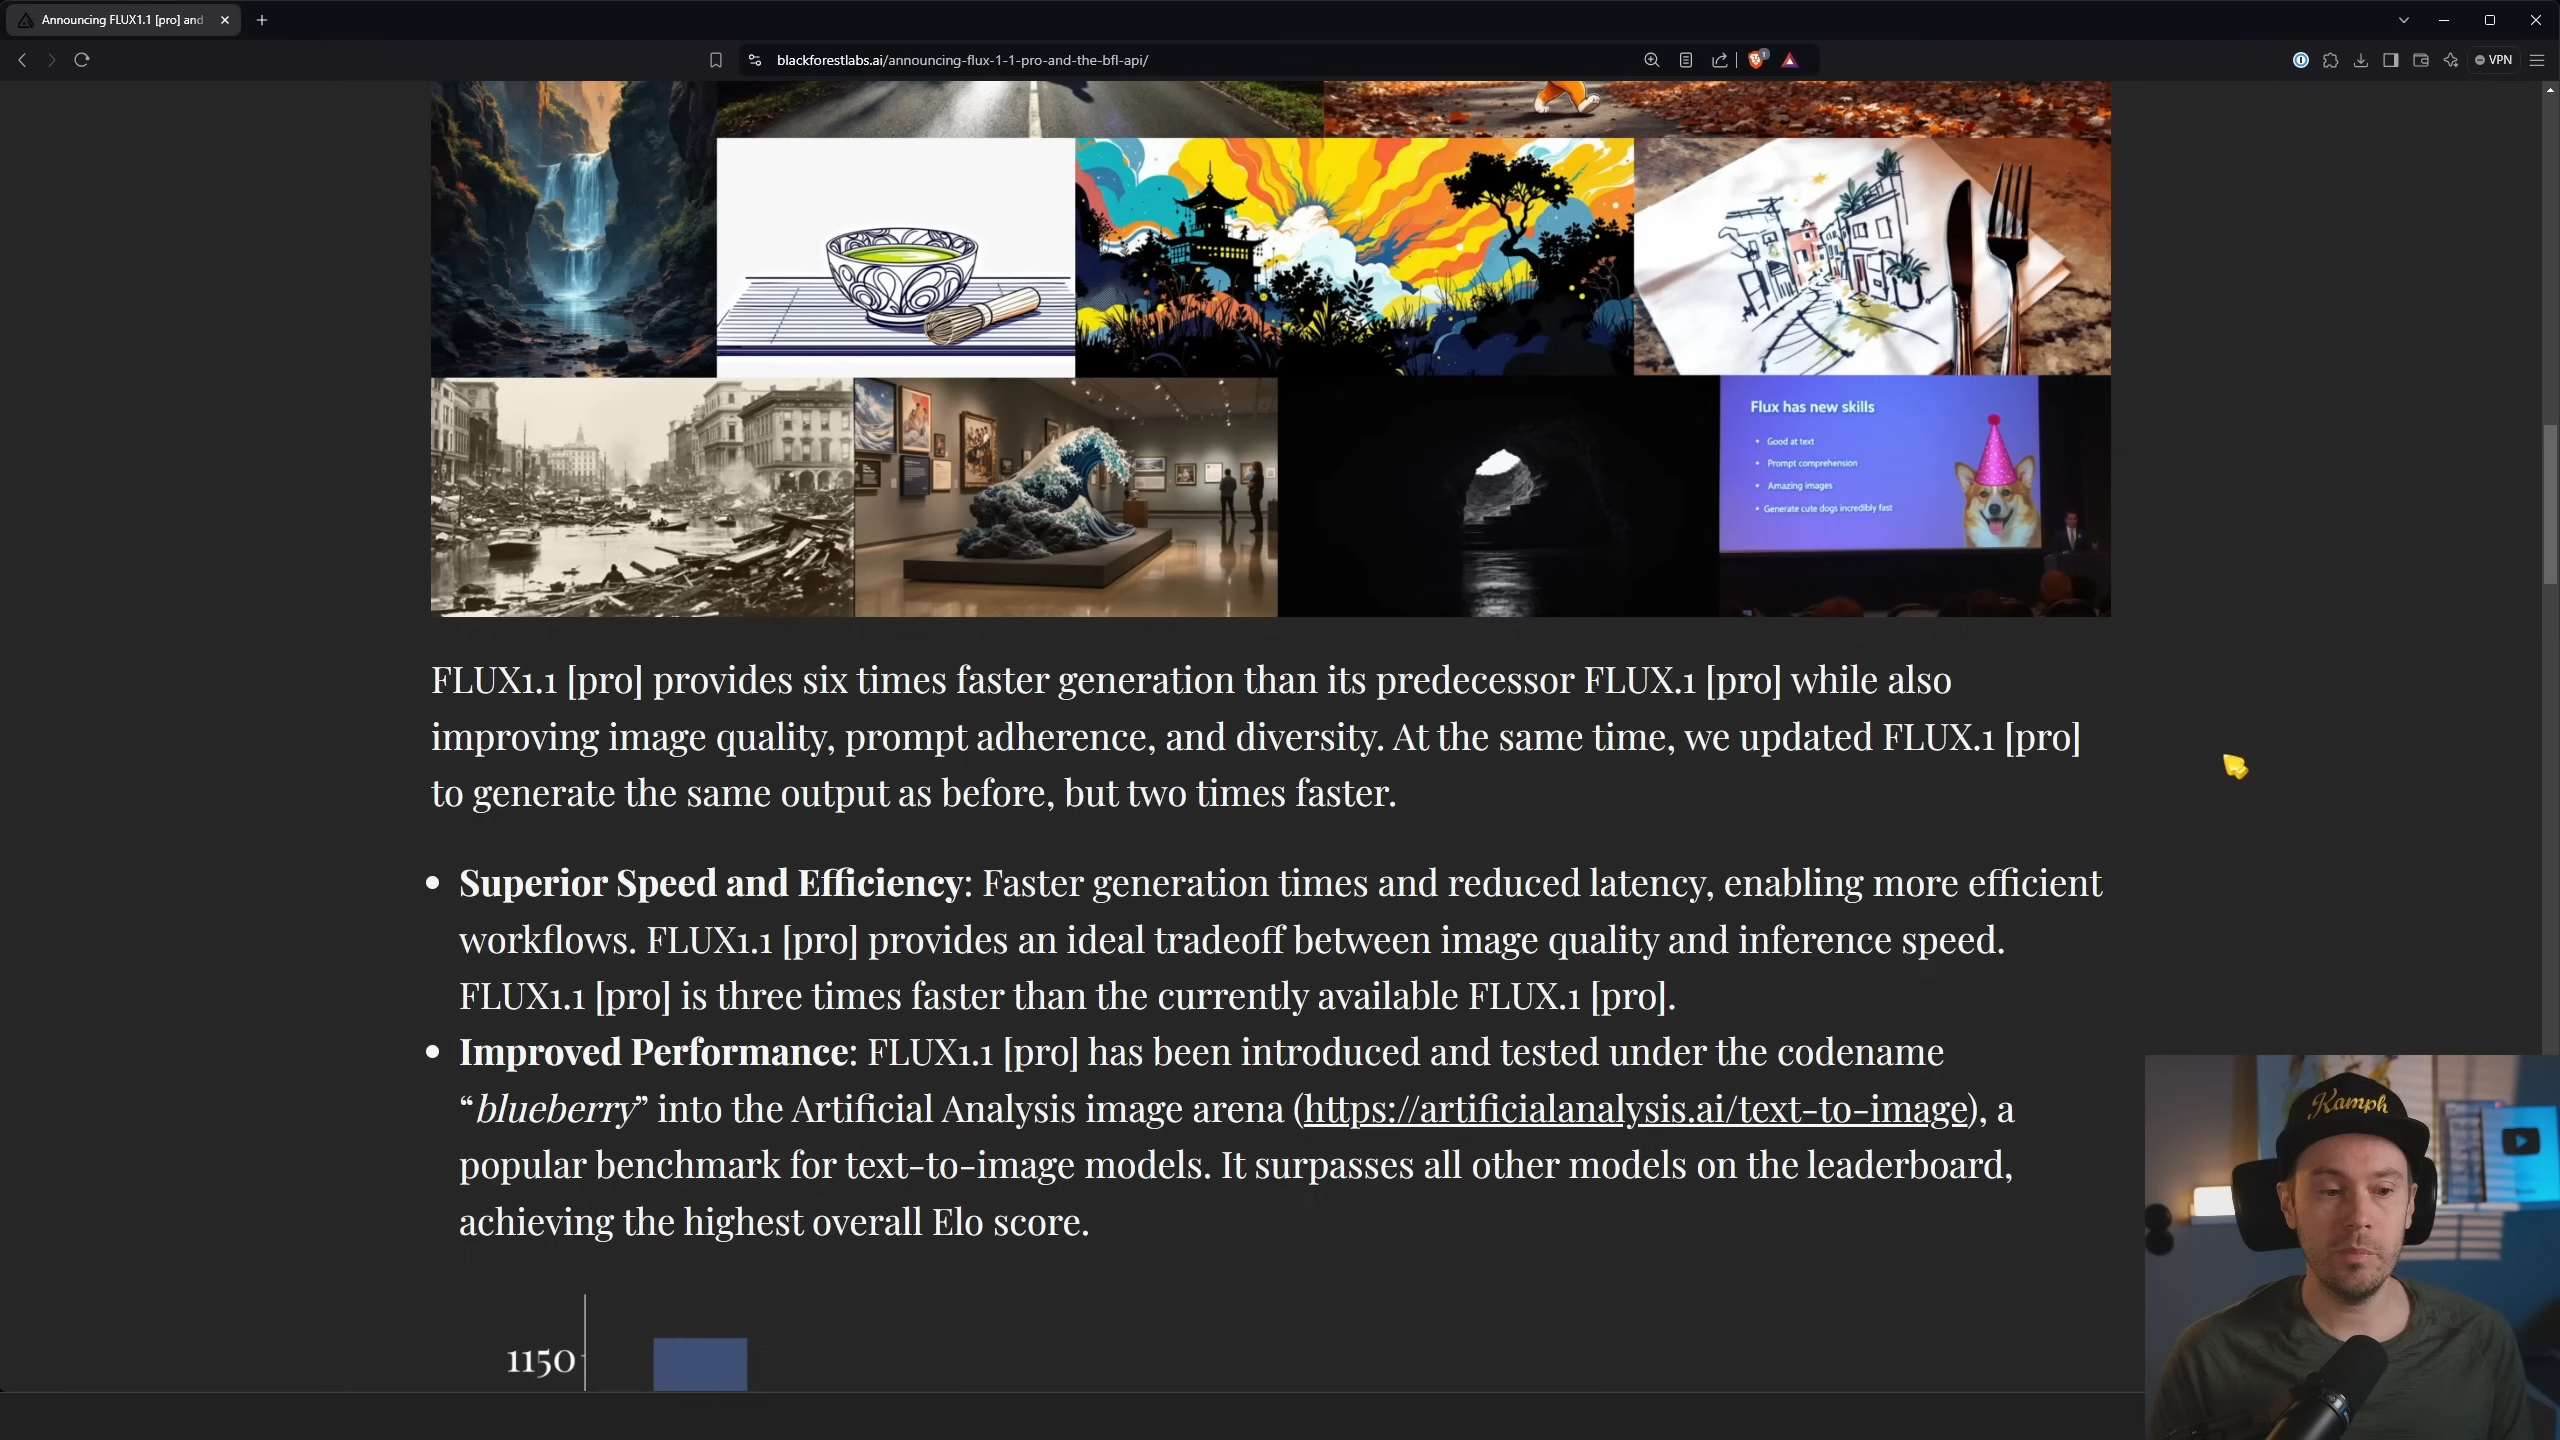 Announcing FLUX1.1 [pro] and
blackforestlabs.ai/announcing-flux-1-1-pro-and-the-bfl-api/
1
VPN
Flux has new skills
• Good at text
• Prompt comprehension
• Amazing images
• Generate cute dogs incredibly fast
FLUX1.1 [pro] provides six times faster generation than its predecessor FLUX.1 [pro] while also
improving image quality, prompt adherence, and diversity. At the same time, we updated FLUX.1 [pro]
to generate the same output as before, but two times faster.
• Superior Speed and Efficiency: Faster generation times and reduced latency, enabling more efficient
workflows. FLUX1.1 [pro] provides an ideal tradeoff between image quality and inference speed.
FLUX1.1 [pro] is three times faster than the currently available FLUX.1 [pro].
• Improved Performance: FLUX1.1 [pro] has been introduced and tested under the codename
“blueberry” into the Artificial Analysis image arena (https://artificialanalysis.ai/text-to-image), a
popular benchmark for text-to-image models. It surpasses all other models on the leaderboard,
achieving the highest overall Elo score.
Kamph
1150